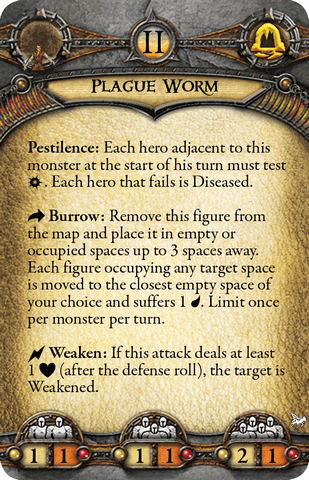 II
PLAGUE WORM
Pestilence: Each hero adjacent to this
monster at the start of his turn must test
. Each hero that fails is Diseased.
Burrow: Remove this figure from
the map and place it in empty or
occupied spaces up to 3 spaces away.
Each figure occupying any target space
is moved to the closest empty space of
your choice and suffers 1 . Limit once
per monster per turn.
Weaken: If this attack deals at least
1 (after the defense roll), the target is
Weakened.
1 1 1 1 2 1